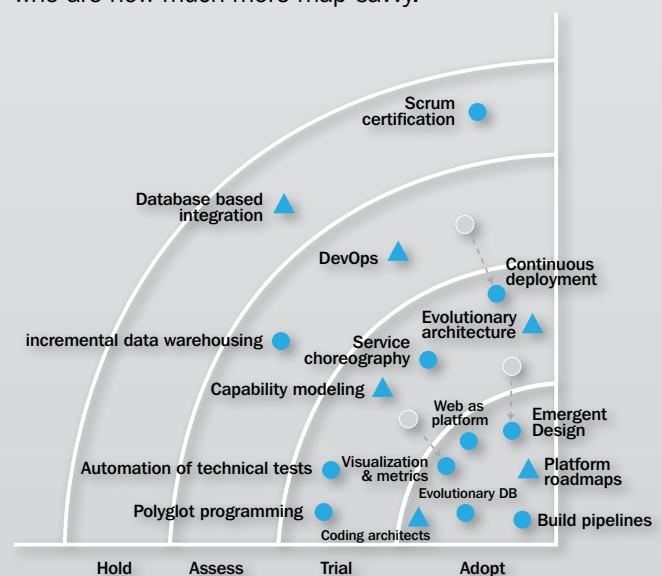 who are now much more map-savvy.
Scrum
certification
Database based
integration
DevOps
Continuous
deployment
Evolutionary
architecture
incremental data warehousing
Service
choreography
Capability modeling
Web as
platform
Emergent
Design
Automation of technical tests
Visualization
& metrics
Platform
roadmaps
Evolutionary DB
Polyglot programming
Build pipelines
Coding architects
Hold
Assess
Trial
Adopt